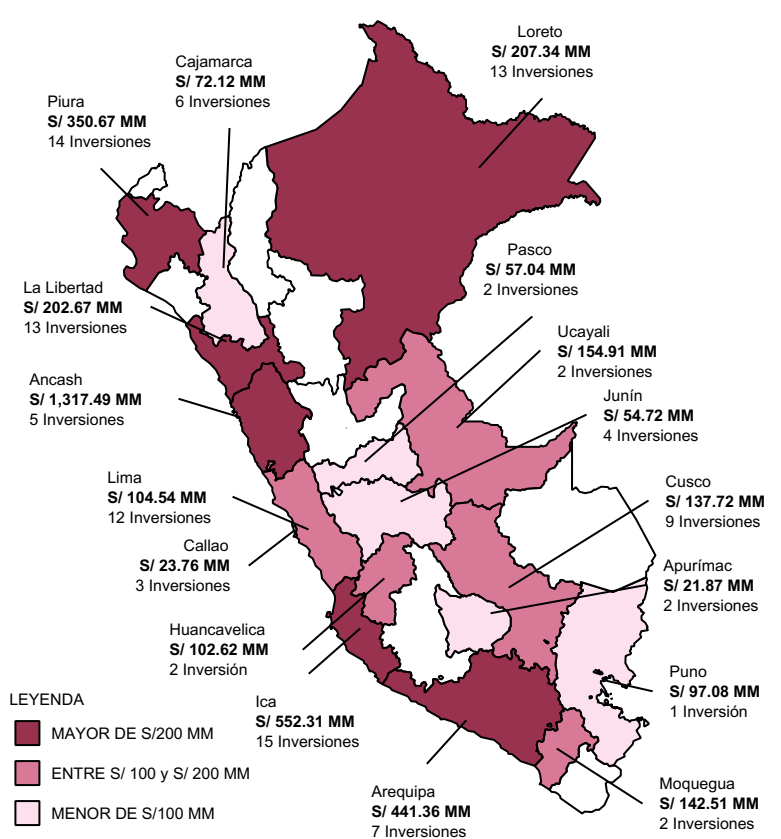 Loreto
S/ 207.34 MM
13 Inversiones
Cajamarca
S/ 72.12 MM
6 Inversiones
Piura
S/ 350.67 MM
14 Inversiones
Pasco
S/ 57.04 MM
2 Inversiones
La Libertad
S/ 202.67 MM
13 Inversiones
Ucayali
S/ 154.91 MM
2 Inversiones
Ancash
S/ 1,317.49 MM
5 Inversiones
Junín
S/ 54.72 MM
4 Inversiones
Lima
S/ 104.54 MM
12 Inversiones
Cusco
S/ 137.72 MM
9 Inversiones
Callao
S/ 23.76 MM
3 Inversiones
Apurímac
S/ 21.87 MM
2 Inversiones
Huancavelica
S/ 102.62 MM
2 Inversión
Puno
S/ 97.08 MM
1 Inversión
Ica
S/ 552.31 MM
15 Inversiones
Arequipa
S/ 441.36 MM
7 Inversiones
Moquegua
S/ 142.51 MM
2 Inversiones
LEYENDA
MAYOR DE S/200 MM
ENTRE S/ 100 y S/ 200 MM
MENOR DE S/100 MM